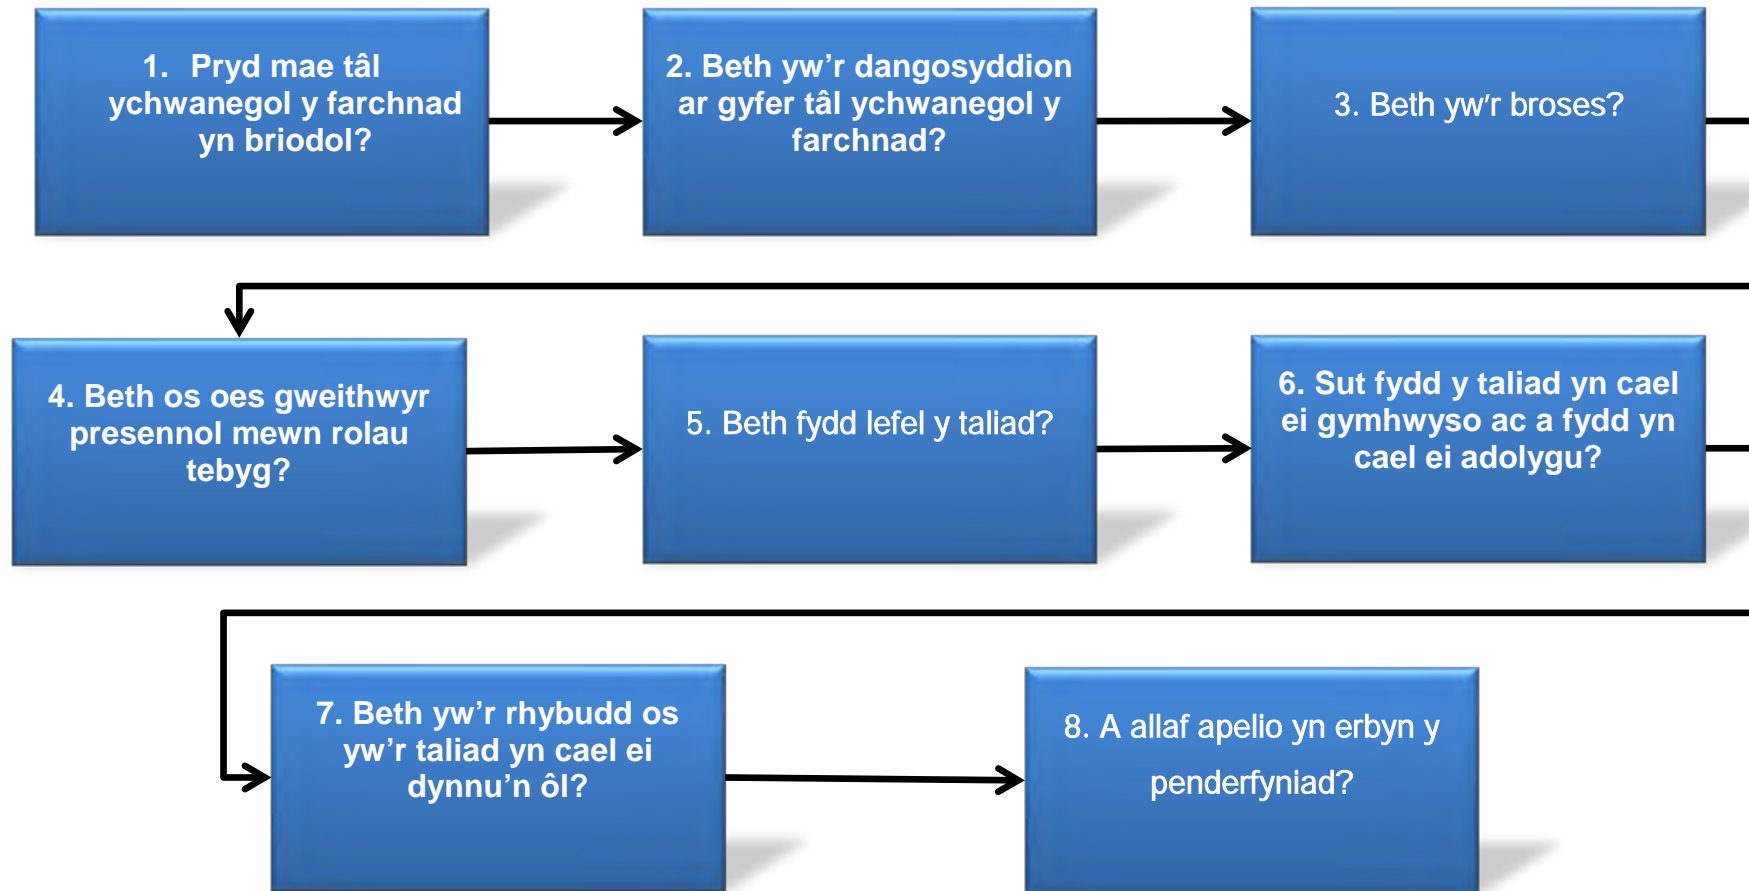 1. Pryd mae tâl
ychwanegol y farchnad
yn briodol?
2. Beth yw’r dangosyddion
ar gyfer tâl ychwanegol y
farchnad?
3. Beth yw'r broses?
4. Beth os oes gweithwyr
presennol mewn rolau
tebyg?
5. Beth fydd lefel y taliad?
6. Sut fydd y taliad yn cael
ei gymhwyso ac a fydd yn
cael ei adolygu?
7. Beth yw’r rhybudd os
yw’r taliad yn cael ei
dynnu’n ôl?
8. A allaf apelio yn erbyn y
penderfyniad?